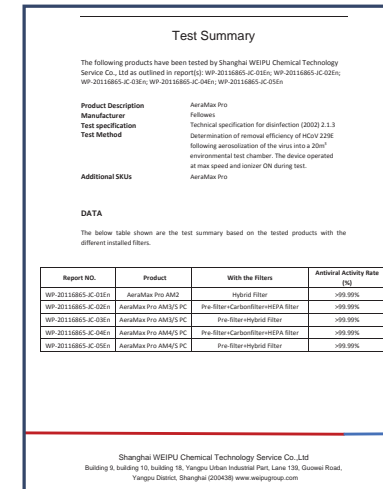 Test Summary
The following products have been tested by Shanghai WEIPU Chemical Technology
Service Co., Ltd as outlined in report(s): WP-20116865-JC-01En; WP-20116865-JC-02En;
WP-20116865-JC-03En; WP-20116865-JC-04En; WP-20116865-JC-05En
Product Description AeraMax Pro
Manufacturer Fellowes
Test specification Technical specification for disinfection (2002) 2.1.3
Test Method Determination of removal efficiency of HCoV 229E
following aerosolization of the virus into a 20m³
environmental test chamber. The device operated
at max speed and ionizer ON during test.
Additional SKUs AeraMax Pro
DATA
The below table shown are the test summary based on the tested products with the
different installed filters.
Report NO. Product With the Filters Antiviral Activity Rate
(%)
WP-20116865-JC-01En AeraMax Pro AM2 Hybrid Filter >99.99%
WP-20116865-JC-02En AeraMax Pro AM3/S PC Pre-filter+Carbonfilter+HEPA filter >99.99%
WP-20116865-JC-03En AeraMax Pro AM3/S PC Pre-filter+Hybrid Filter >99.99%
WP-20116865-JC-04En AeraMax Pro AM4/S PC Pre-filter+Carbonfilter+HEPA filter >99.99%
WP-20116865-JC-05En AeraMax Pro AM4/S PC Pre-filter+Hybrid Filter >99.99%
Shanghai WEIPU Chemical Technology Service Co.,Ltd
Building 9, building 10, building 18, Yangpu Urban Industrial Part, Lane 139, Guowei Road,
Yangpu District, Shanghai (200438) www.weipugroup.com